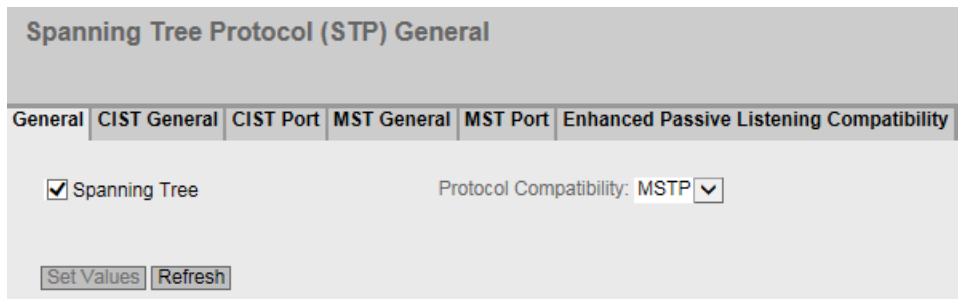 Spanning Tree Protocol (STP) General
General CIST General CIST Port MST General MST Port Enhanced Passive Listening Compatibility
Spanning Tree Protocol Compatibility: MSTP
Set Values Refresh